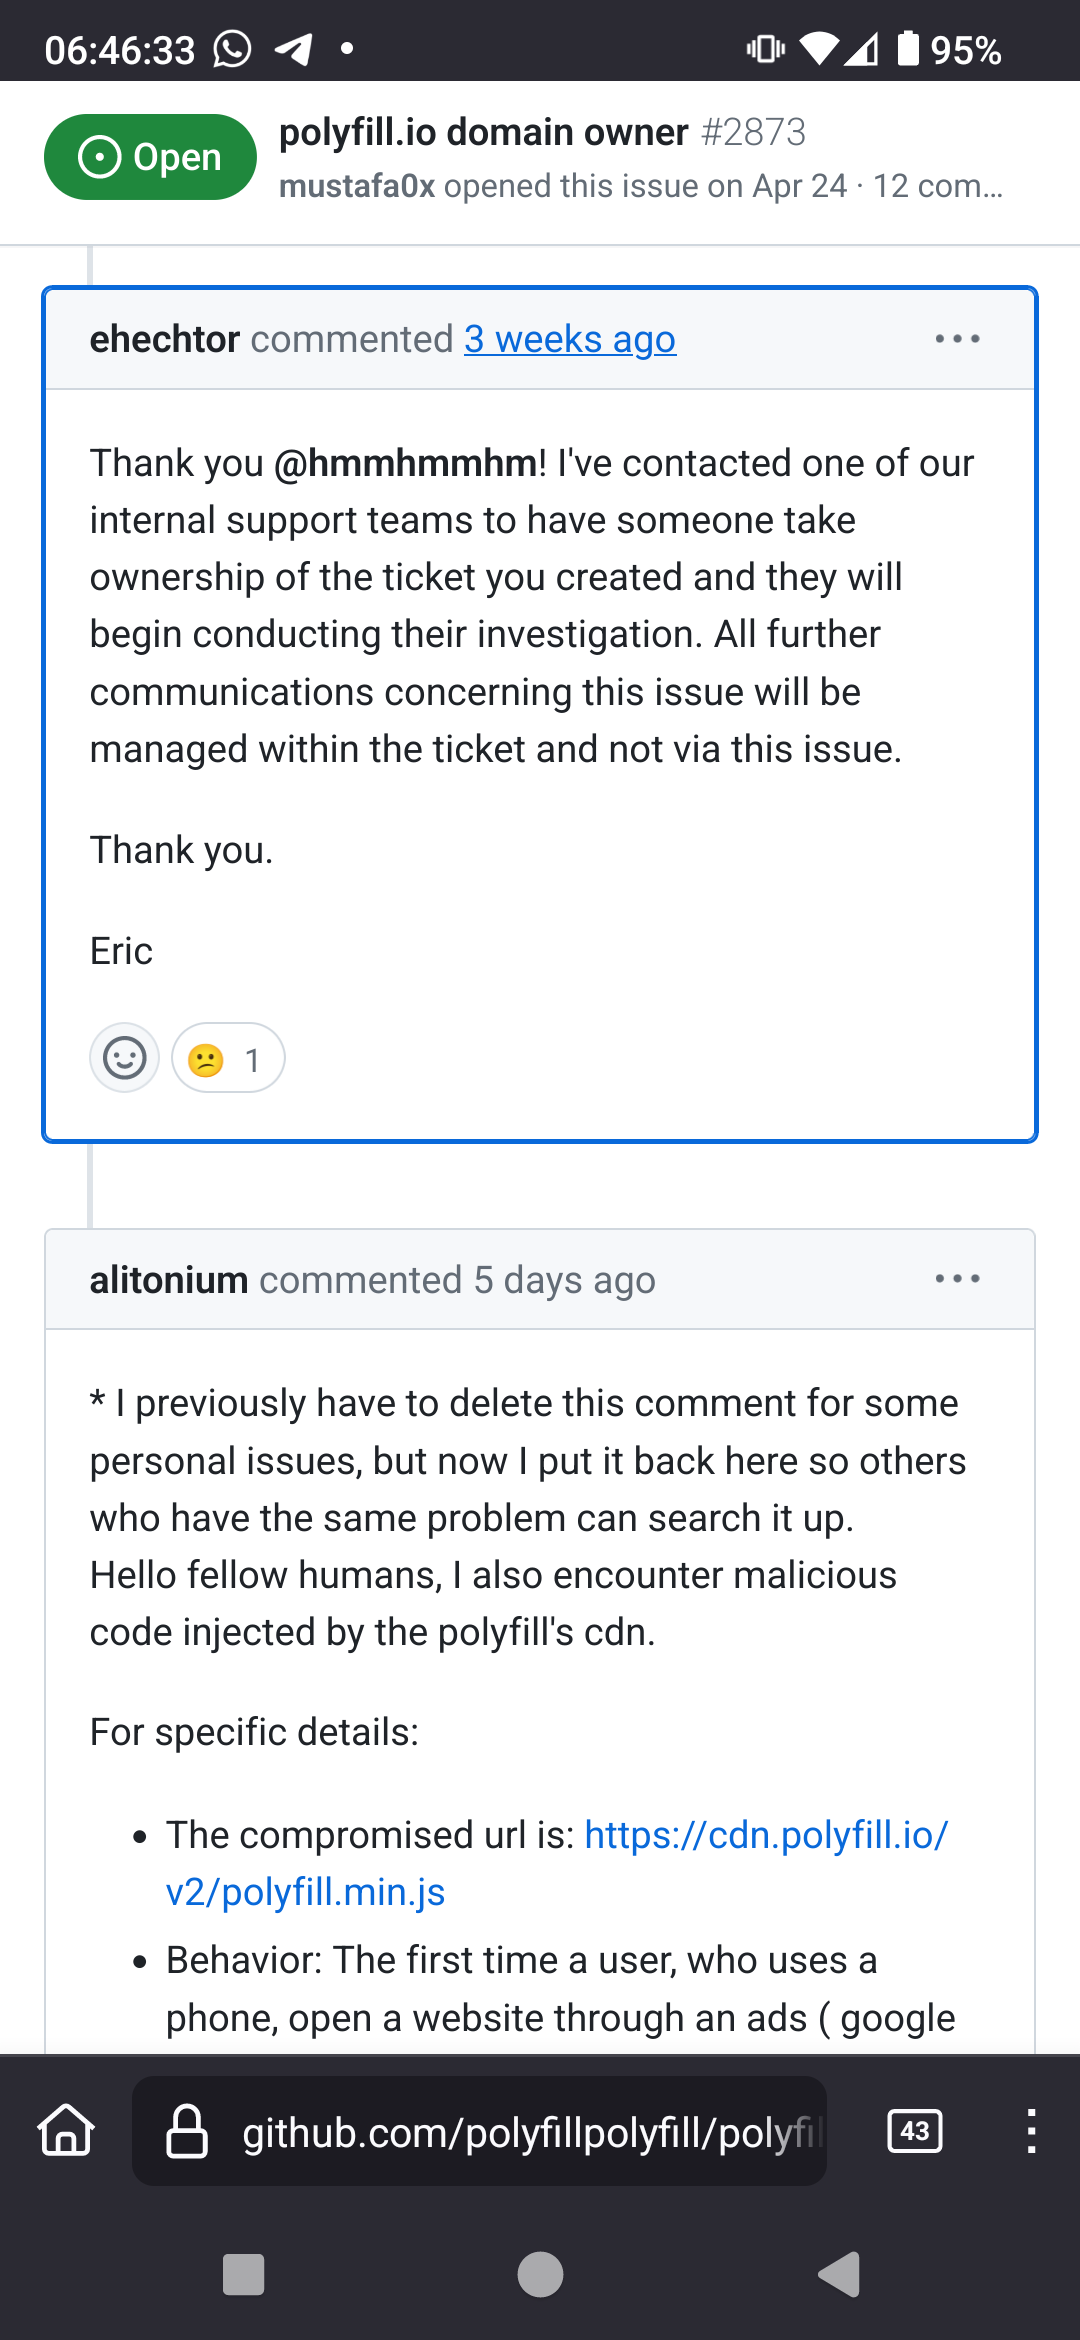 06:46:33
95%
Open
polyfill.io domain owner #2873
mustafa0x opened this issue on Apr 24 · 12 com...
ehechtor commented 3 weeks ago
Thank you @hmmhmmhm! I've contacted one of our
internal support teams to have someone take
ownership of the ticket you created and they will
begin conducting their investigation. All further
communications concerning this issue will be
managed within the ticket and not via this issue.
Thank you.
Eric
1
alitonium commented 5 days ago
* I previously have to delete this comment for some
personal issues, but now I put it back here so others
who have the same problem can search it up.
Hello fellow humans, I also encounter malicious
code injected by the polyfill's cdn.
For specific details:
• The compromised url is: https://cdn.polyfill.io/
v2/polyfill.min.js
• Behavior: The first time a user, who uses a
phone, open a website through an ads ( google
github.com/polyfillpolyfill/polyfil
43